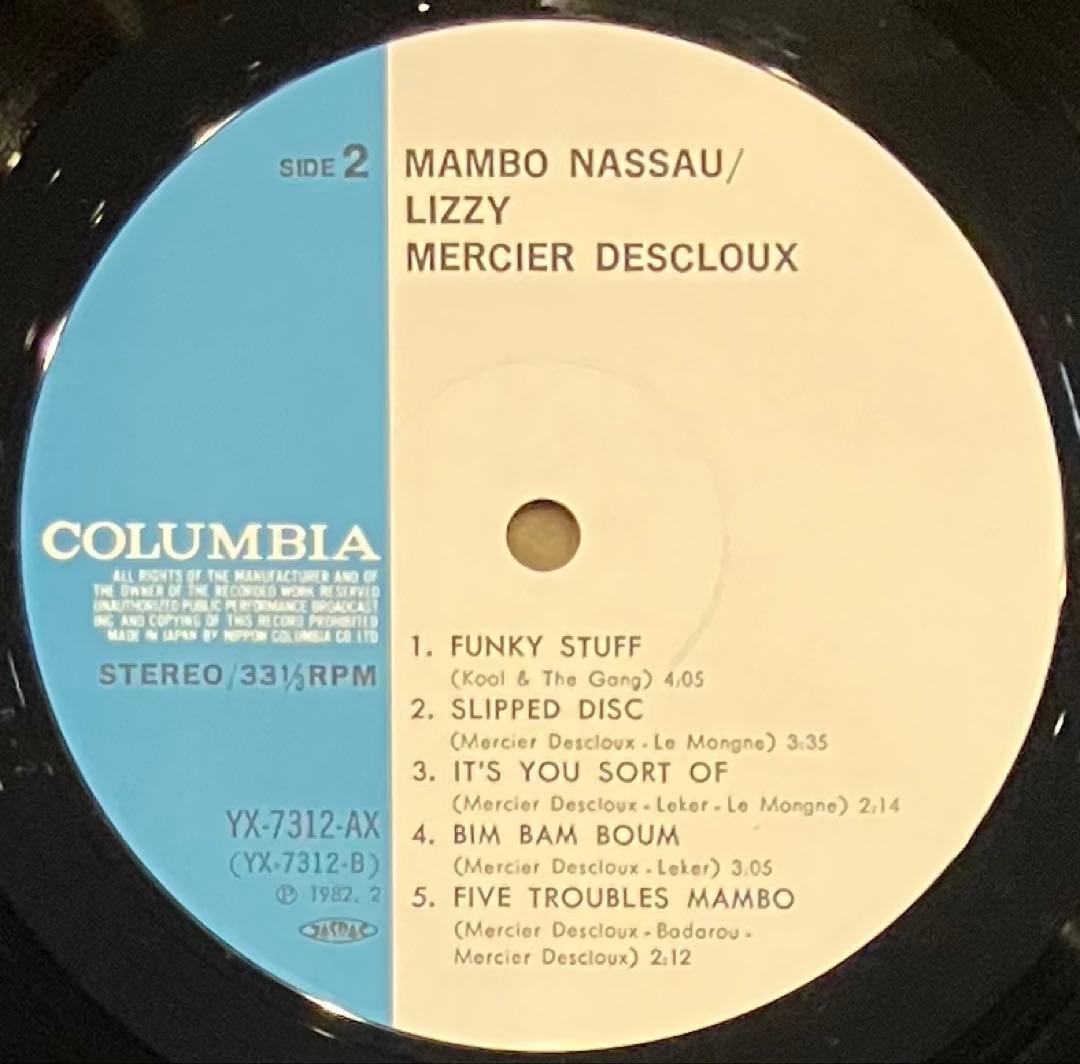 SIDE 2
MAMBO NASSAU/
LIZZY
MERCIER DESCLOUX
COLUMBIA
ALL RIGHTS OF THE MANUFACTURER AND OF
THE OWNER OF THE RECORDED WORK RESERVED
UNAUTHORIZED PUBLIC PERFORMANCE BROADCAST
ING AND COPYING OF THIS RECORD PROHIBITED
MADE IN JAPAN BY NIPPON COLUMBIA CO LTD
STEREO/33⅓RPM
YX-7312-AX
(YX-7312-B)
Ⓟ 1982. 2
JASRAC
1. FUNKY STUFF
(Kool & The Gang) 4:05
2. SLIPPED DISC
(Mercier Descloux - Le Mongne) 3:35
3. IT'S YOU SORT OF
(Mercier Descloux - Leker - Le Mongne) 2:14
4. BIM BAM BOUM
(Mercier Descloux - Leker) 3:05
5. FIVE TROUBLES MAMBO
(Mercier Descloux - Badarou -
Mercier Descloux) 2:12